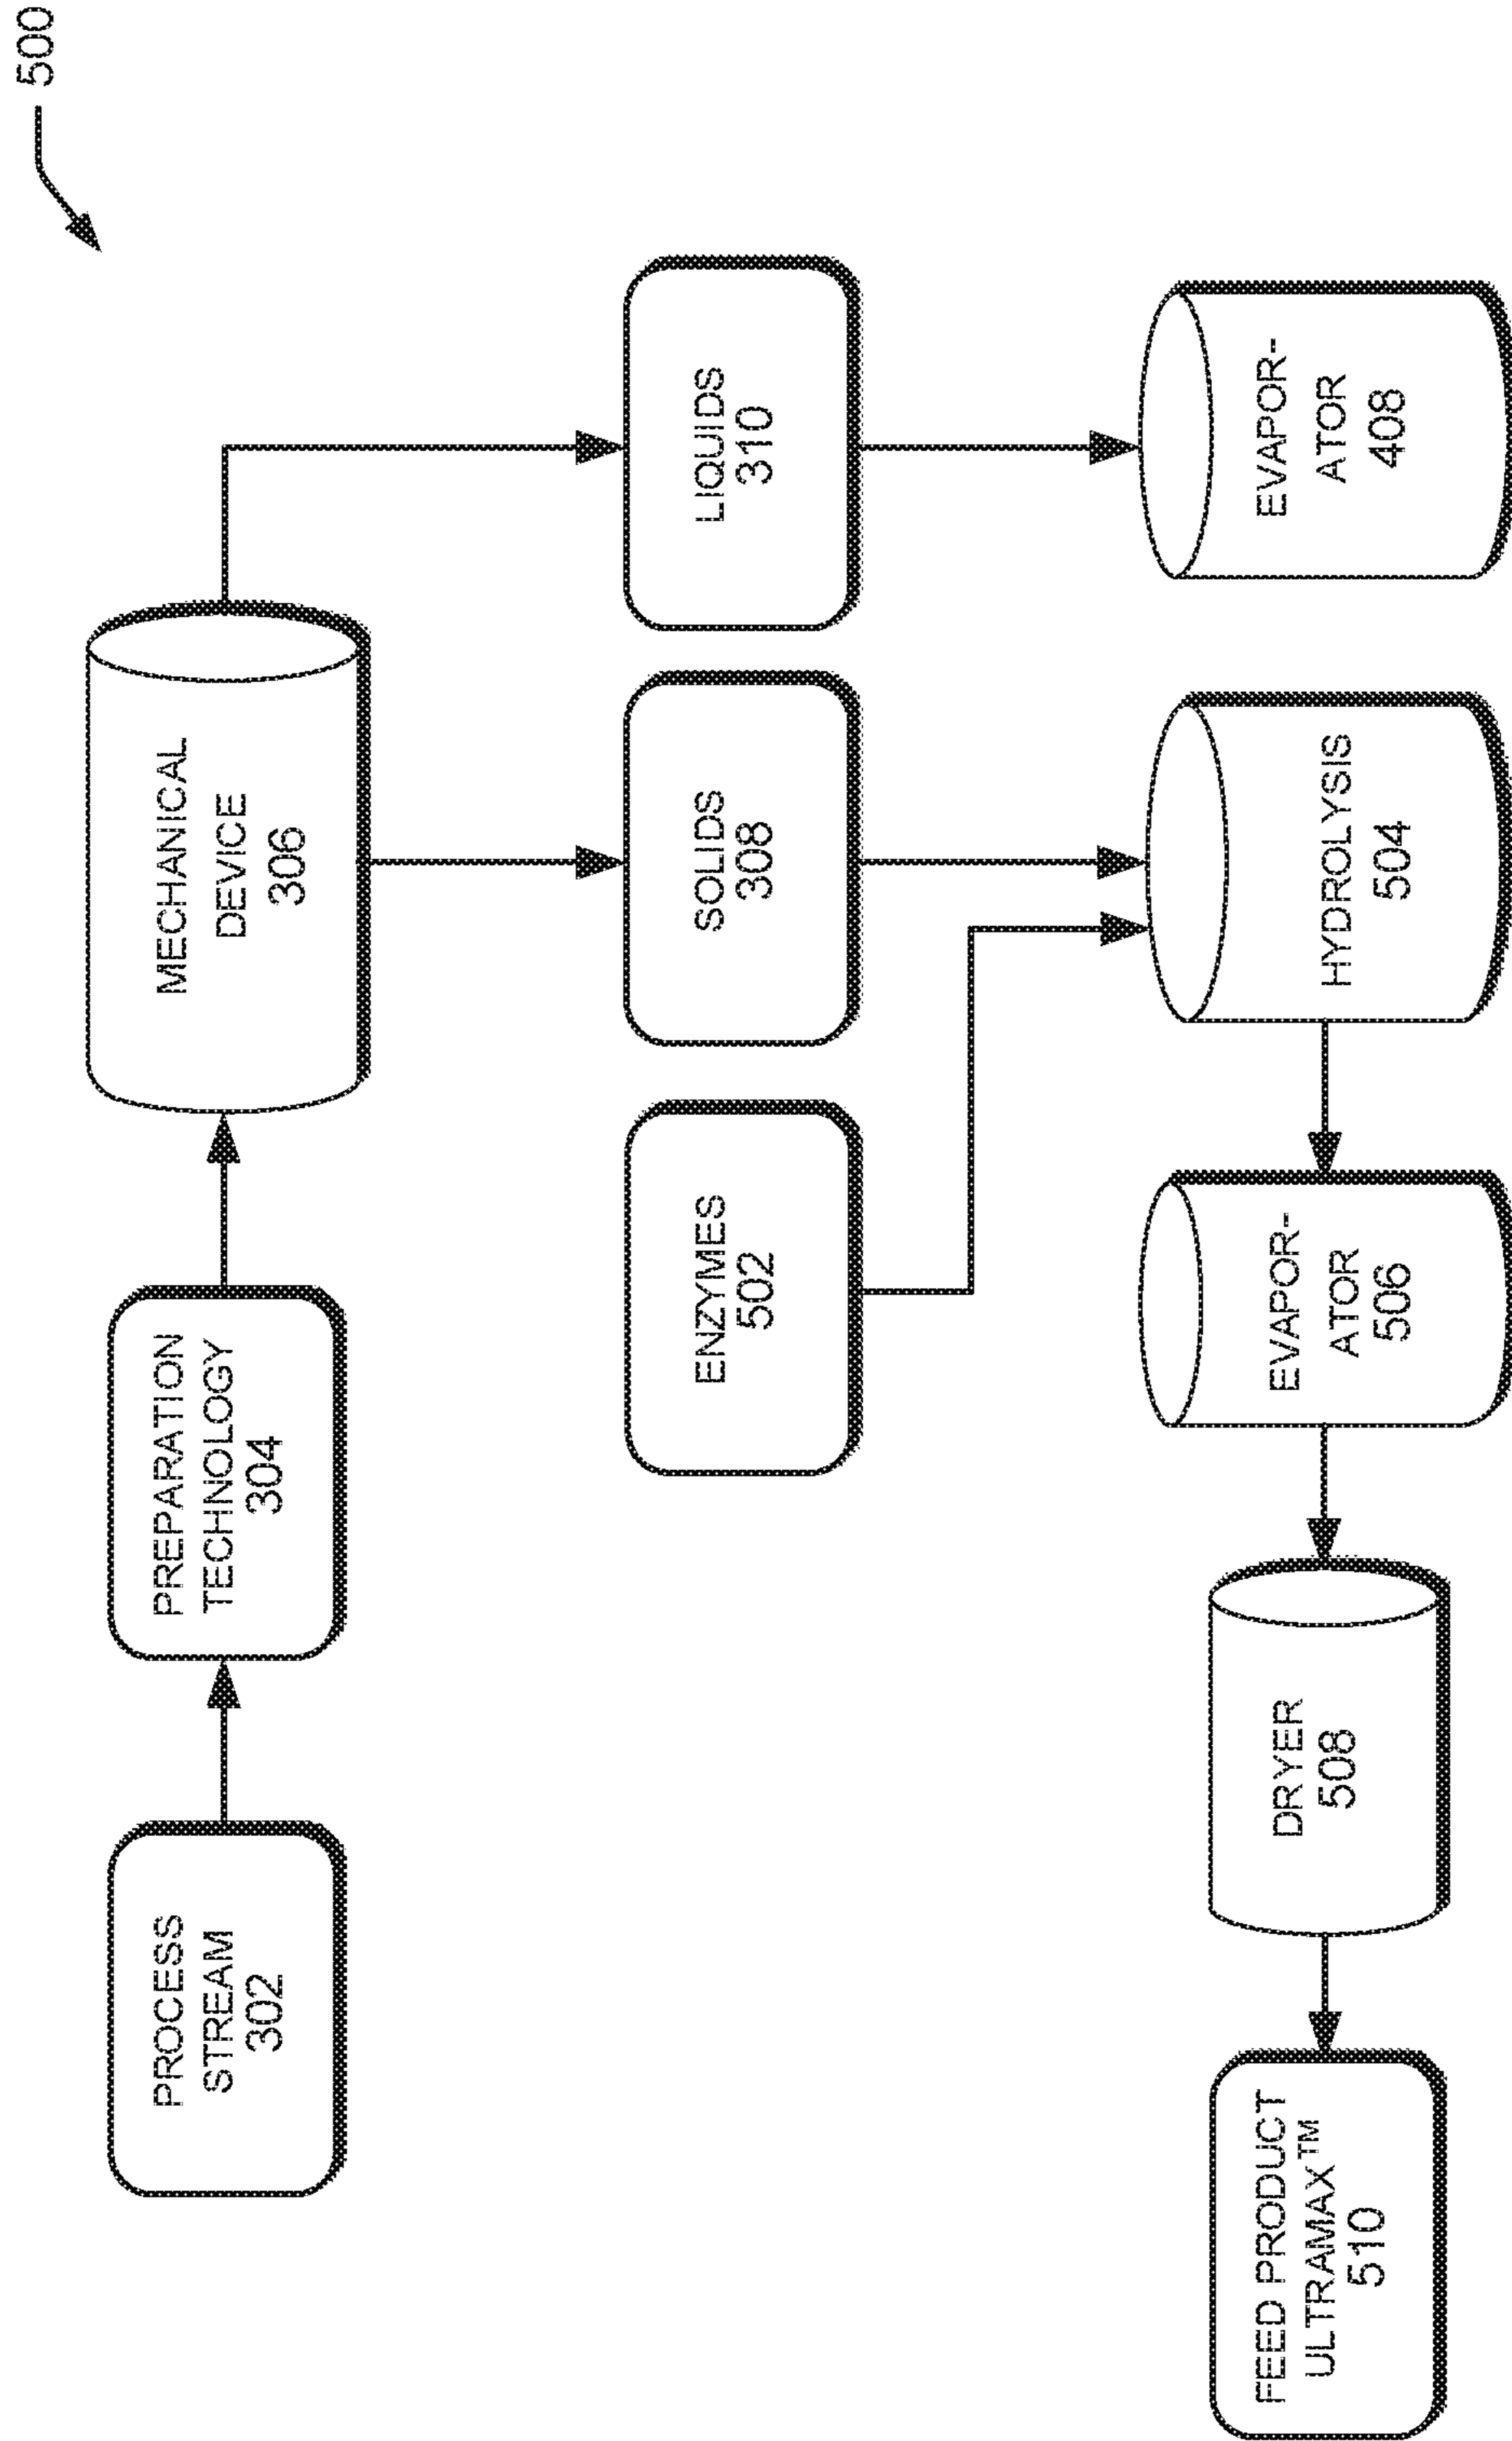 500
PROCESS
STREAM
302
PREPARATION
TECHNOLOGY
304
MECHANICAL
DEVICE
306
ENZYMES
502
SOLIDS
308
LIQUIDS
310
FEED PRODUCT
ULTRAMAX™
510
DRYER
508
EVAPOR-
ATOR
506
HYDROLYSIS
504
EVAPOR-
ATOR
408